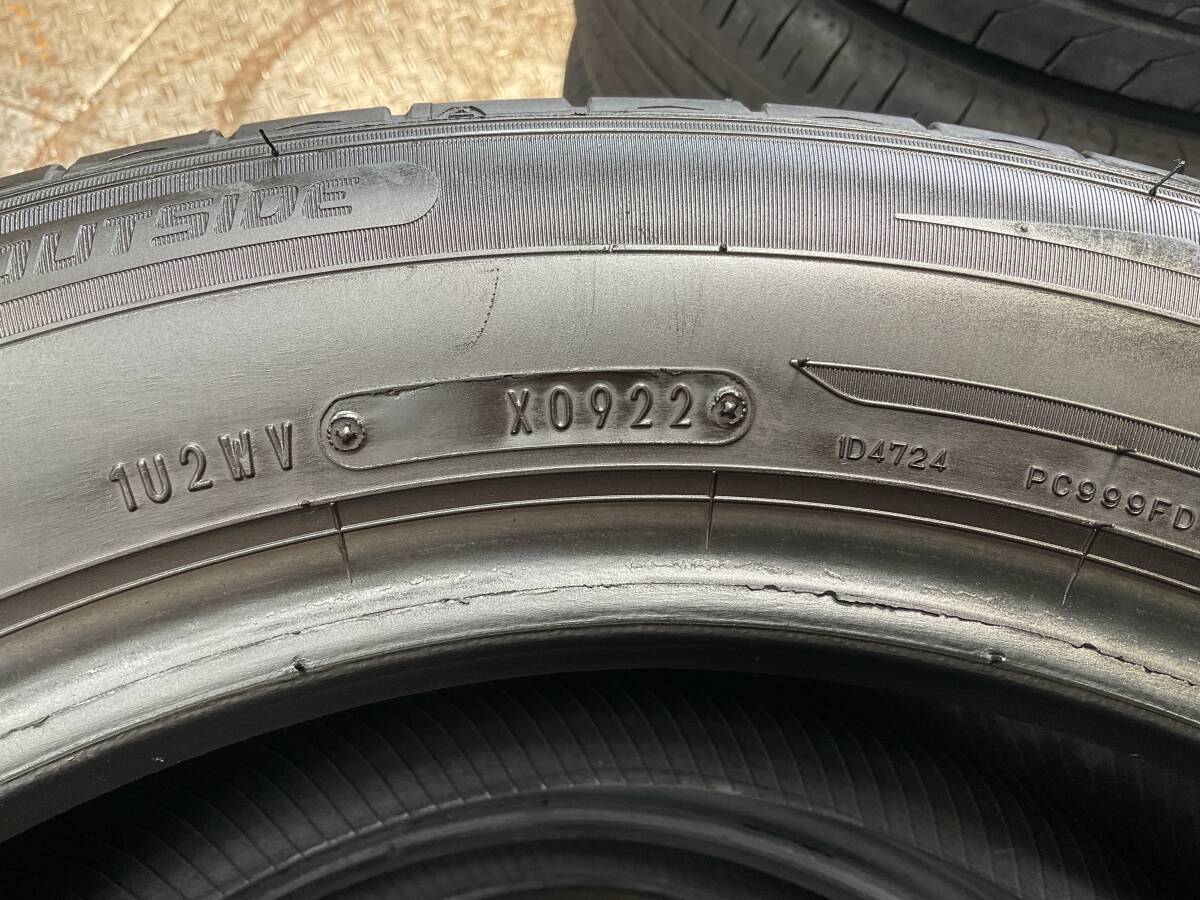 OUTSIDE
1U2WV X0922
1D4724
PC999FD